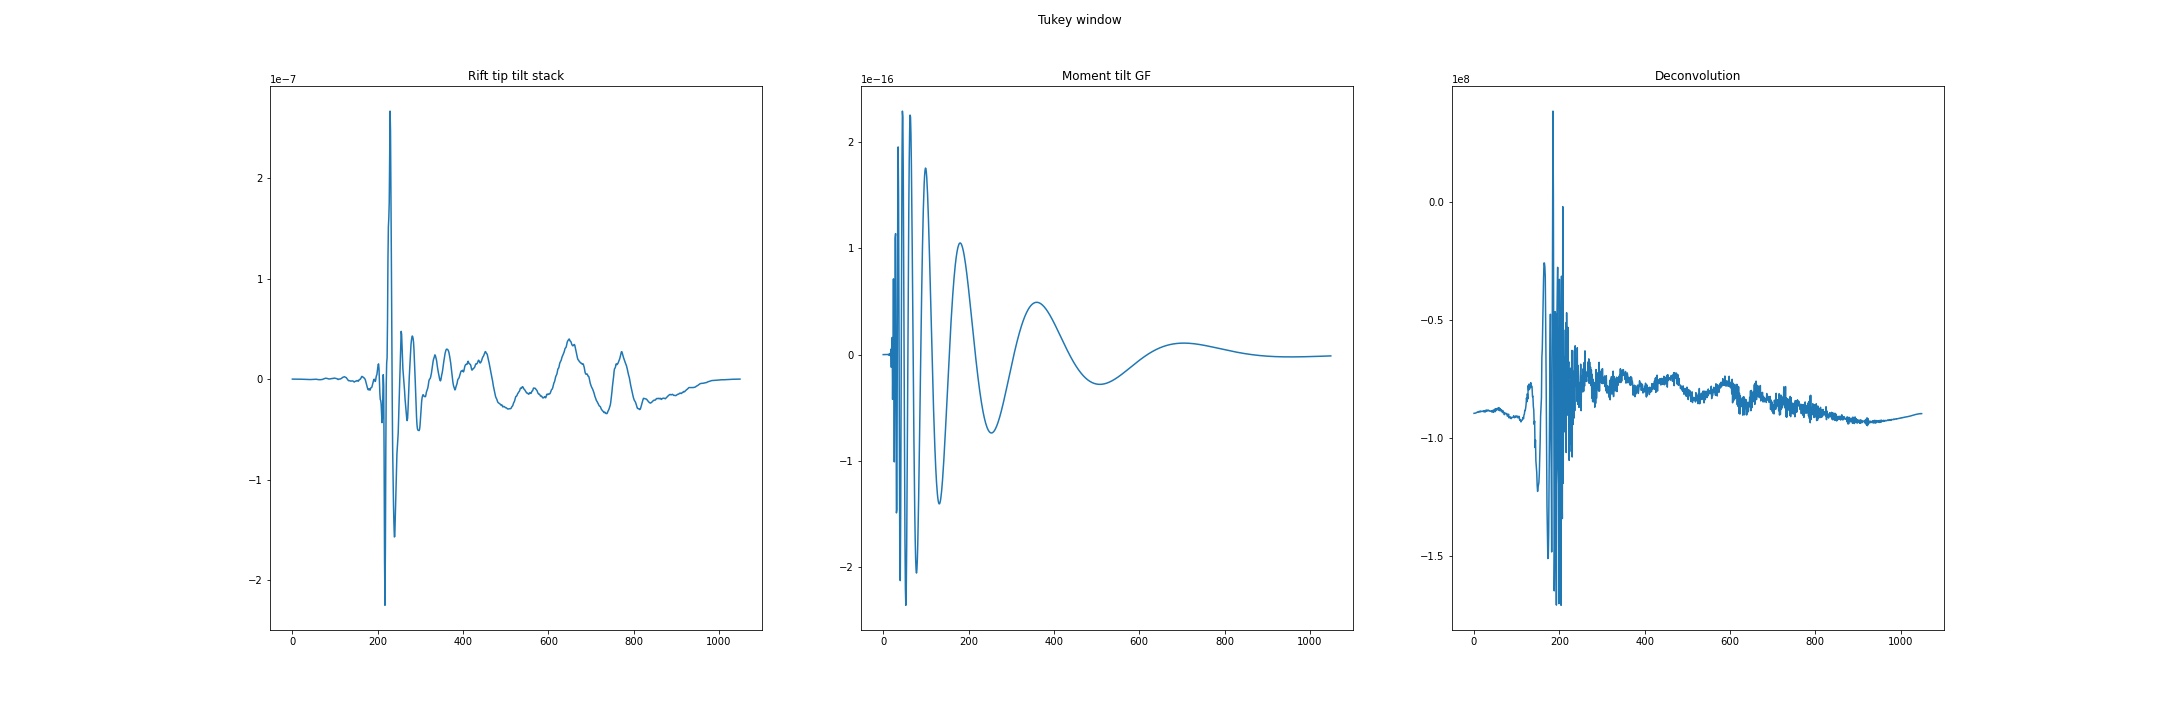 Tukey window
Rift tip tilt stack
1e−7
2
1
0
−1
−2
0 200 400 600 800 1000
Moment tilt GF
1e−16
2
1
0
−1
−2
0 200 400 600 800 1000
Deconvolution
1e8
0.0
−0.5
−1.0
−1.5
0 200 400 600 800 1000